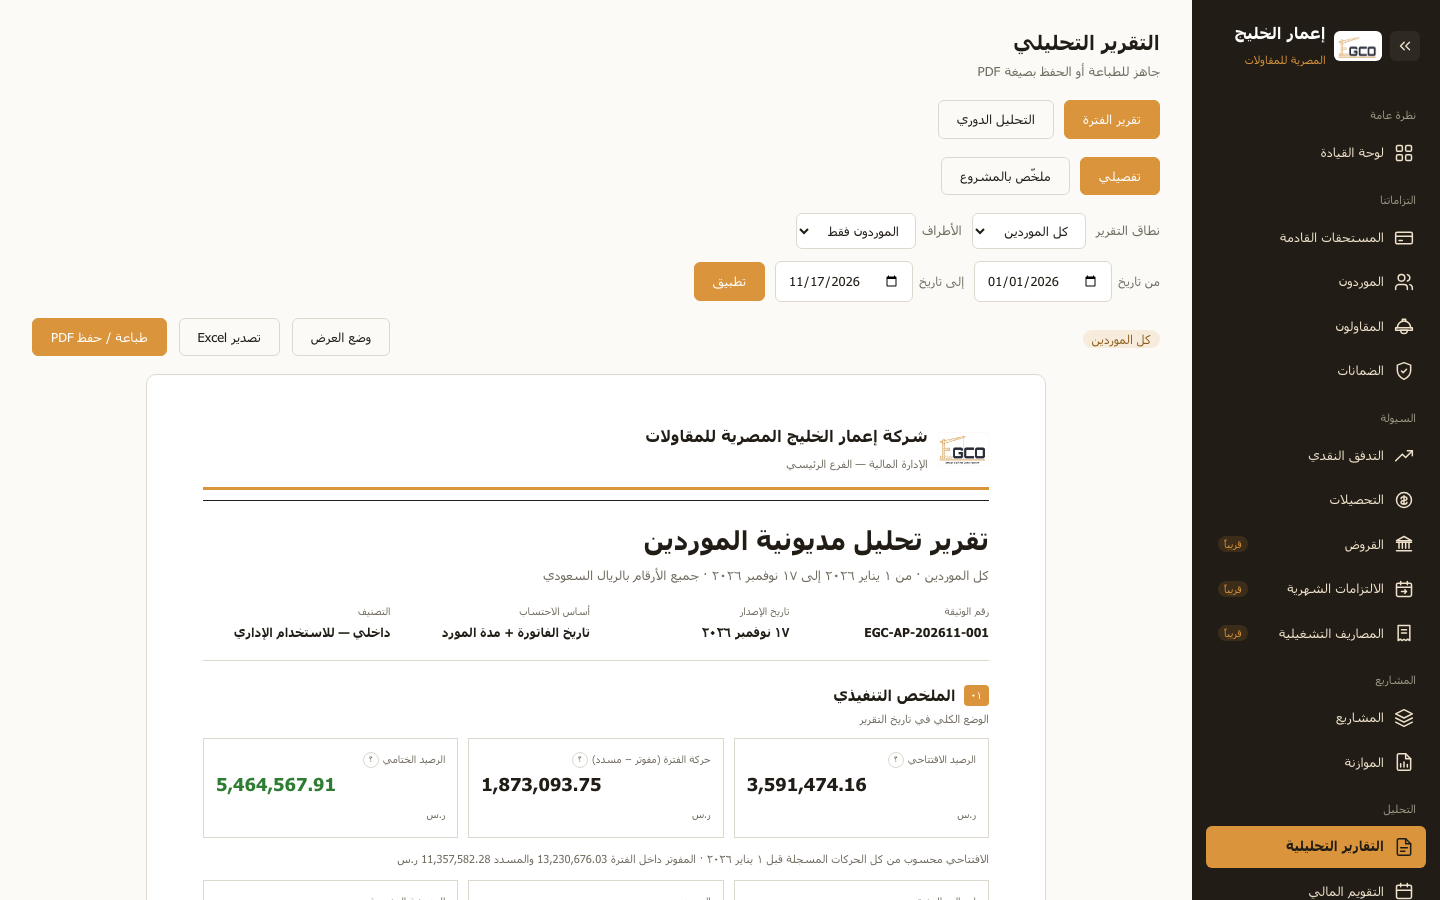 إعمار الخليج
المصرية للمقاولات
EGCO
نظرة عامة
لوحة القيادة
التزاماتنا
المستحقات القادمة
الموردون
المقاولون
الضمانات
السيولة
التدفق النقدي
التحصيلات
القروض
قريباً
الالتزامات الشهرية
قريباً
المصاريف التشغيلية
قريباً
المشاريع
المشاريع
الموازنة
التحليل
التقارير التحليلية
التقويم المالي
التقرير التحليلي
جاهز للطباعة أو الحفظ بصيغة PDF
تقرير الفترة
التحليل الدوري
تفصيلي
ملخّص بالمشروع
نطاق التقرير
كل الموردين
الأطراف
الموردون فقط
من تاريخ
01/01/2026
إلى تاريخ
11/17/2026
تطبيق
كل الموردين
وضع العرض
تصدير Excel
طباعة / حفظ PDF
EGCO
شركة إعمار الخليج المصرية للمقاولات
الإدارة المالية — الفرع الرئيسي
تقرير تحليل مديونية الموردين
كل الموردين · من ١ يناير ٢٠٢٦ إلى ١٧ نوفمبر ٢٠٢٦ · جميع الأرقام بالريال السعودي
رقم الوثيقة
EGC-AP-202611-001
تاريخ الإصدار
١٧ نوفمبر ٢٠٢٦
أساس الاحتساب
تاريخ الفاتورة + مدة المورد
التصنيف
داخلي — للاستخدام الإداري
٠١
الملخص التنفيذي
الوضع الكلي في تاريخ التقرير
الرصيد الافتتاحي ؟
3,591,474.16
ر.س
حركة الفترة (مفوتر − مسدد) ؟
1,873,093.75
ر.س
الرصيد الختامي ؟
5,464,567.91
ر.س
الافتتاحي محسوب من كل الحركات المسجلة قبل ١ يناير ٢٠٢٦ · المفوتر داخل الفترة 13,230,676.03 والمسدد 11,357,582.28 ر.س